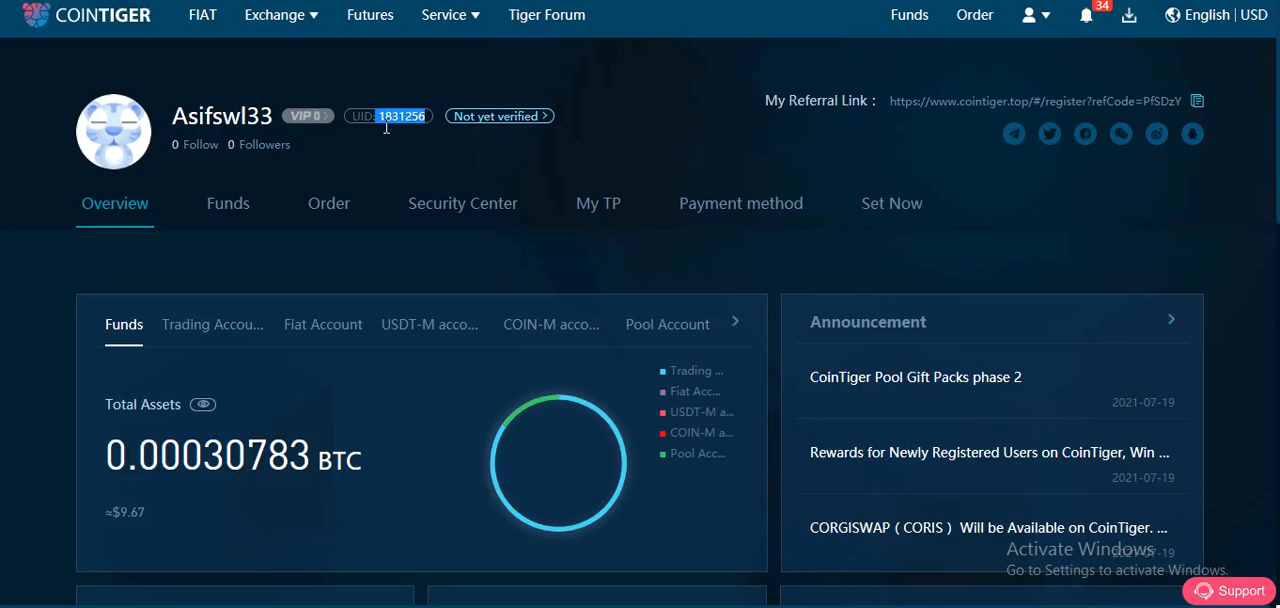 COINTIGER FIAT Exchange Futures Service Tiger Forum Funds Order 34 English | USD
Asifswl33 VIP 0 UID: 1831256 Not yet verified My Referral Link： https://www.cointiger.top/#/register?refCode=PfSDzY
0 Follow 0 Followers
Overview Funds Order Security Center My TP Payment method Set Now
Funds Trading Accou... Fiat Account USDT-M acco... COIN-M acco... Pool Account
Total Assets
0.00030783 BTC
≈$9.67
Trading ...
Fiat Acc...
USDT-M a...
COIN-M a...
Pool Acc...
Announcement
CoinTiger Pool Gift Packs phase 2
2021-07-19
Rewards for Newly Registered Users on CoinTiger, Win ...
2021-07-19
CORGISWAP ( CORIS ) Will be Available on CoinTiger. ...
2021-07-19
Activate Windows
Go to Settings to activate Windows.
Support